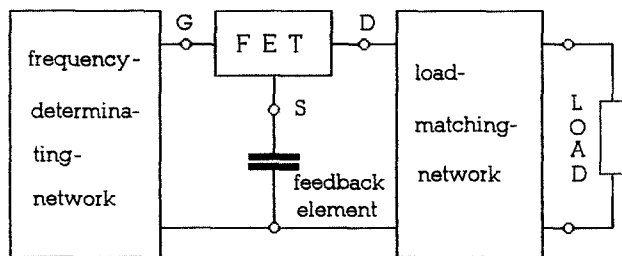 G
F E T
D
frequency-
determina-
ting-
network
S
feedback
element
load-
matching-
network
L
O
A
D